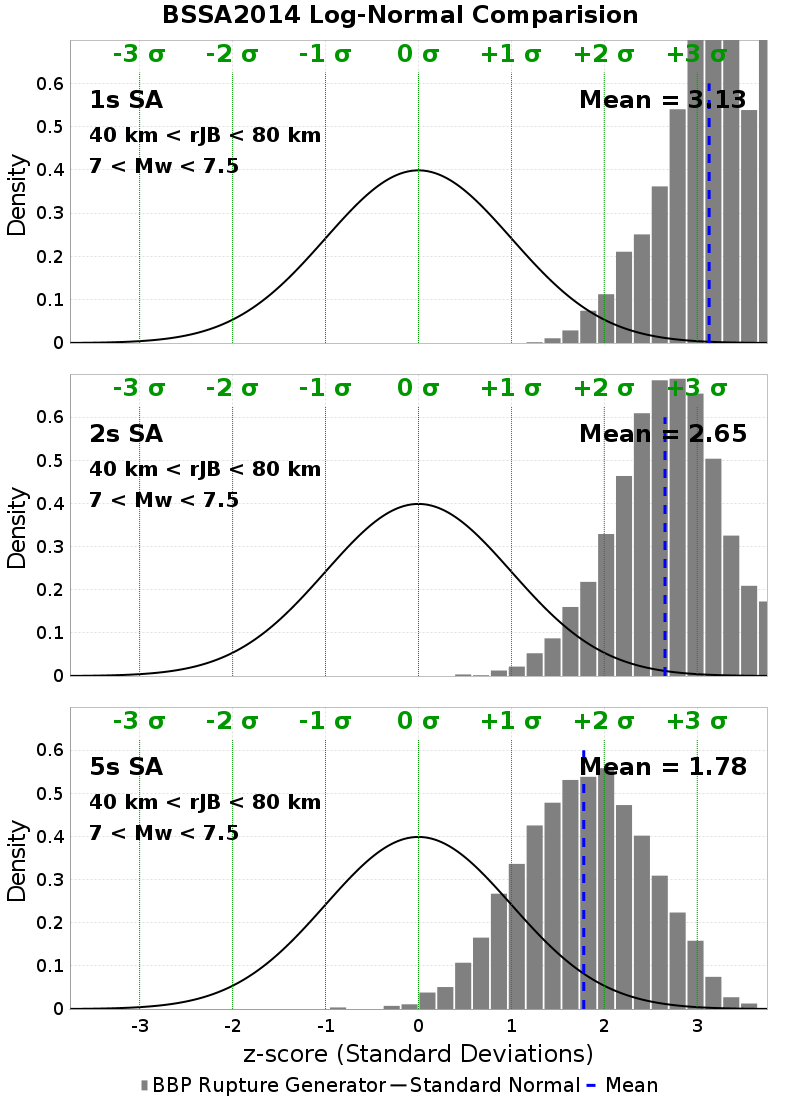 BSSA2014 Log-Normal Comparision
-3 σ -2 σ -1 σ 0 σ +1 σ +2 σ +3 σ
1s SA Mean = 3.13
40 km < rJB < 80 km
7 < Mw < 7.5
0.6
0.5
0.4
0.3
0.2
0.1
0
Density
-3 σ -2 σ -1 σ 0 σ +1 σ +2 σ +3 σ
2s SA Mean = 2.65
40 km < rJB < 80 km
7 < Mw < 7.5
0.6
0.5
0.4
0.3
0.2
0.1
0
Density
-3 σ -2 σ -1 σ 0 σ +1 σ +2 σ +3 σ
5s SA Mean = 1.78
40 km < rJB < 80 km
7 < Mw < 7.5
0.6
0.5
0.4
0.3
0.2
0.1
0
Density
-3 -2 -1 0 1 2 3
z-score (Standard Deviations)
BBP Rupture Generator Standard Normal Mean